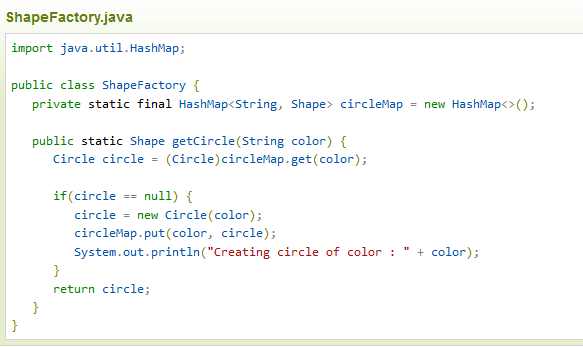 ShapeFactory.java
import java.util.HashMap;
public class ShapeFactory {
private static final HashMap<String, Shape> circleMap = new HashMap<>();
public static Shape getCircle(String color) {
Circle circle = (Circle)circleMap.get(color);
if(circle == null) {
circle = new Circle(color);
circleMap.put(color, circle);
System.out.println("Creating circle of color : " + color);
}
return circle;
}
}